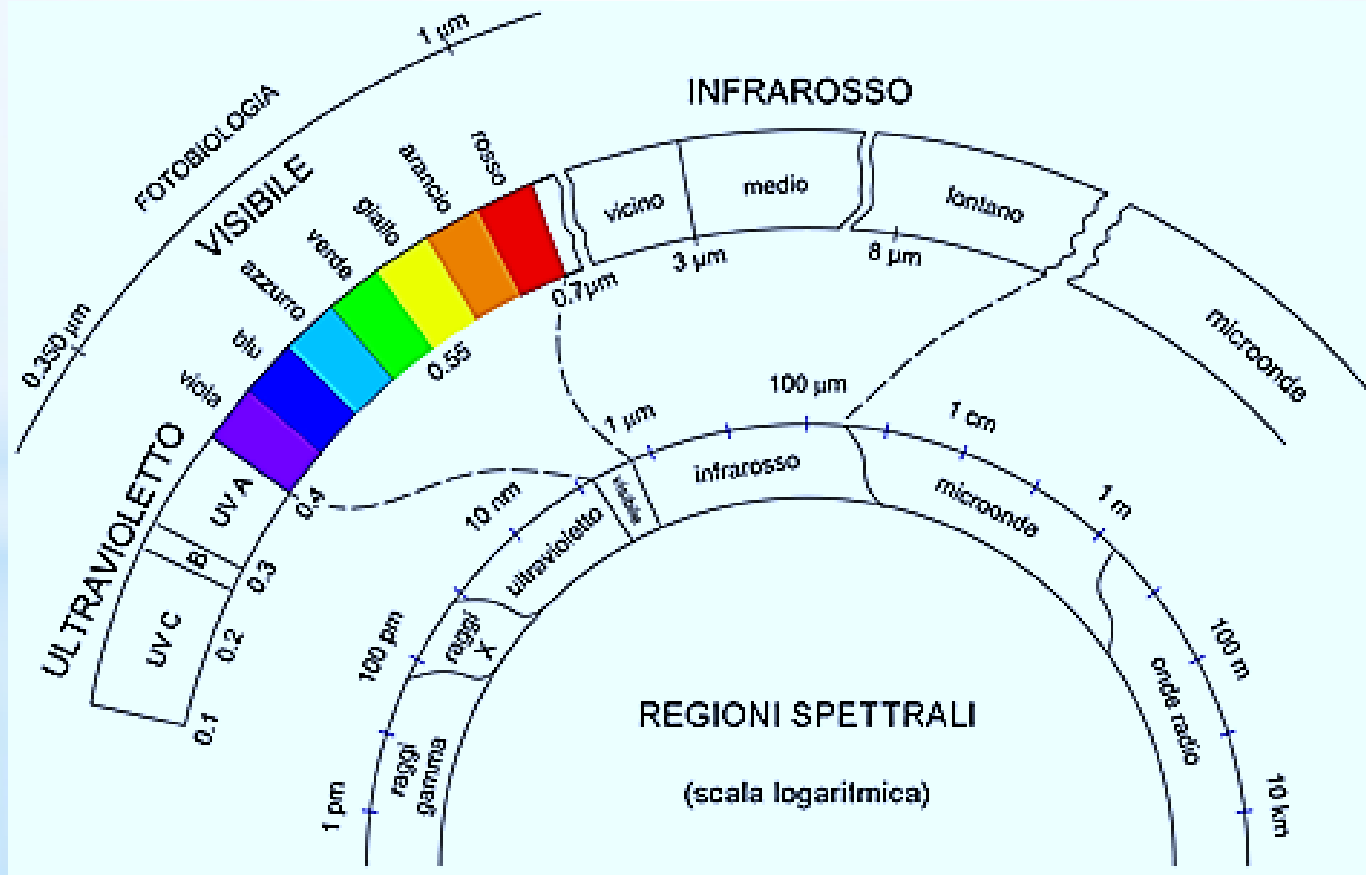 FOTOBIOLOGIA
0.350 µm
1 µm
VISIBILE
viola
blu
azzurro
verde
giallo
arancio
rosso
INFRAROSSO
vicino
medio
lontano
microonde
0.4
0.55
0.7µm
3 µm
8 µm
ULTRAVIOLETTO
UV A
B
UV C
0.3
0.2
0.1
1 pm
100 pm
10 nm
1 µm
100 µm
1 cm
1 m
100 m
10 km
raggi
gamma
raggi
X
ultravioletto
visibile
infrarosso
microonde
onde radio
REGIONI SPETTRALI
(scala logaritmica)